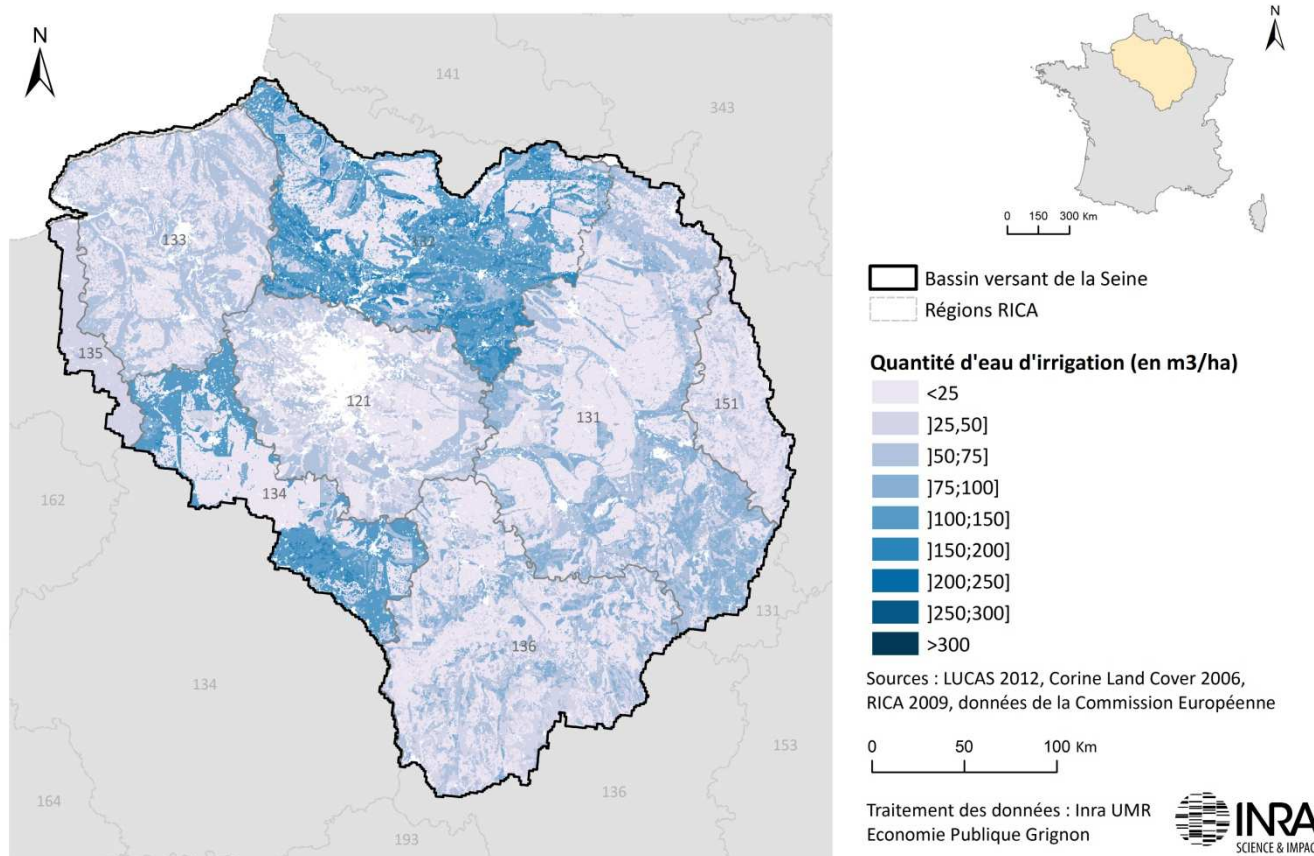 N
141
343
133
132
135
121
131
151
134
162
131
136
134
153
164
136
193
N
0 150 300 Km
Bassin versant de la Seine
Régions RICA
Quantité d'eau d'irrigation (en m3/ha)
<25
]25,50]
]50;75]
]75;100]
]100;150]
]150;200]
]200;250]
]250;300]
>300
Sources : LUCAS 2012, Corine Land Cover 2006,
RICA 2009, données de la Commission Européenne
0 50 100 Km
Traitement des données : Inra UMR
Economie Publique Grignon
INRA
SCIENCE & IMPACT